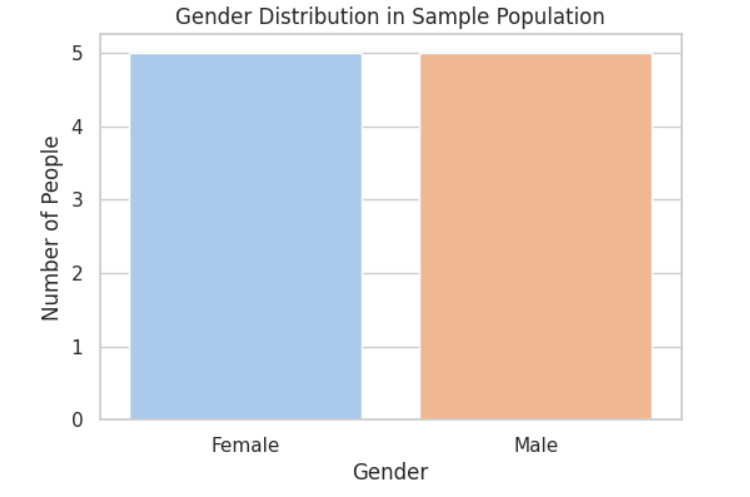 Gender Distribution in Sample Population
Number of People
5
4
3
2
1
0
Female Male
Gender